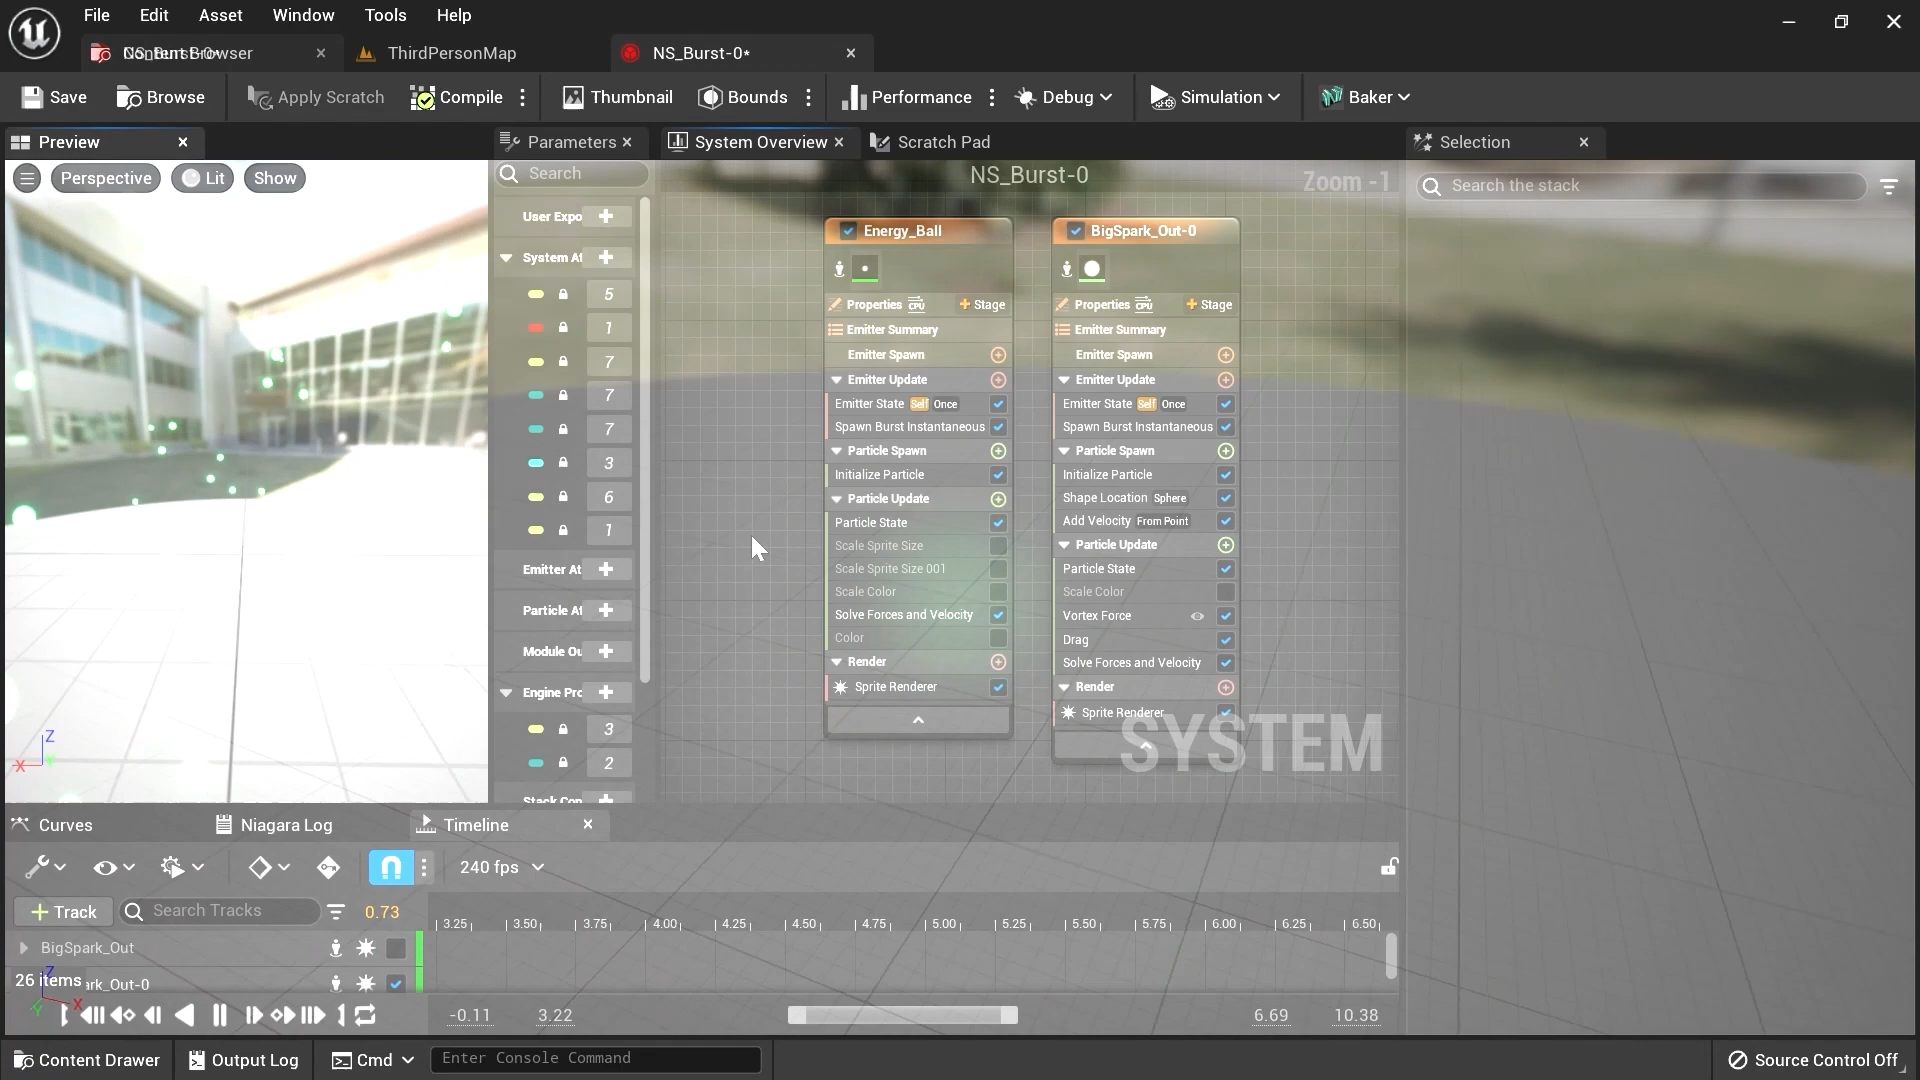 File Edit Asset Window Tools Help
ThirdPersonMap NS_Burst-0*
Save Browse Apply Scratch Compile Thumbnail Bounds Performance Debug Simulation Baker
Preview Parameters System Overview Scratch Pad Selection
Perspective Lit Show
Search
NS_Burst-0
Zoom -1
Search the stack
User Expo
System At
5
1
7
7
7
3
6
1
Emitter At
Particle At
Module Ou
Engine Pro
3
2
Stack Con
Energy_Ball
Properties CPU Stage
Emitter Summary
Emitter Spawn
Emitter Update
Emitter State Self Once
Spawn Burst Instantaneous
Particle Spawn
Initialize Particle
Particle Update
Particle State
Scale Sprite Size
Scale Sprite Size 001
Scale Color
Solve Forces and Velocity
Color
Render
Sprite Renderer
BigSpark_Out-0
Properties CPU Stage
Emitter Summary
Emitter Spawn
Emitter Update
Emitter State Self Once
Spawn Burst Instantaneous
Particle Spawn
Initialize Particle
Shape Location Sphere
Add Velocity From Point
Particle Update
Particle State
Scale Color
Vortex Force
Drag
Solve Forces and Velocity
Render
Sprite Renderer
SYSTEM
Z
X
Curves Niagara Log Timeline
240 fps
Track Search Tracks 0.73
3.25 3.50 3.75 4.00 4.25 4.50 4.75 5.00 5.25 5.50 5.75 6.00 6.25 6.50
BigSpark_Out
26 items ark_Out-0
Z
Y X
-0.11 3.22 6.69 10.38
Content Drawer Output Log Cmd Enter Console Command Source Control Off